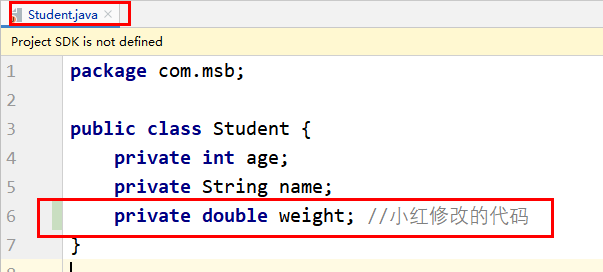 Student.java
Project SDK is not defined
1 package com.msb;
2
3 public class Student {
4 private int age;
5 private String name;
6 private double weight; //小红修改的代码
7 }
8